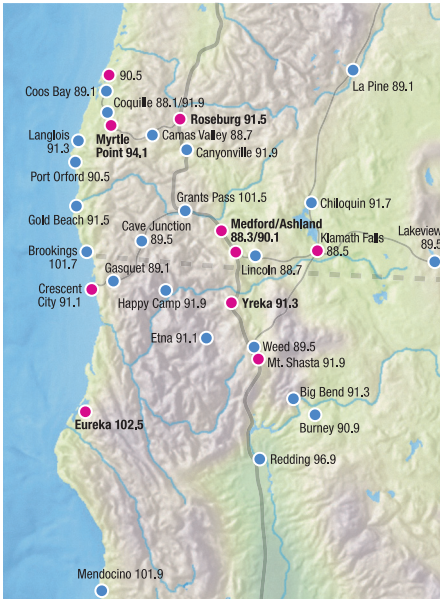 90.5
La Pine 89.1
Coos Bay 89.1
Coquille 88.1/91.9
Roseburg 91.5
Langlois
91.3
Myrtle
Point 94.1
Camas Valley 88.7
Canyonville 91.9
Port Orford 90.5
Grants Pass 101.5
Chiloquin 91.7
Gold Beach 91.5
Cave Junction
89.5
Medford/Ashland
88.3/90.1
Klamath Falls
88.5
Lakeview
89.5
Brookings
101.7
Lincoln 88.7
Gasquet 89.1
Crescent
City 91.1
Happy Camp 91.9
Yreka 91.3
Etna 91.1
Weed 89.5
Mt. Shasta 91.9
Big Bend 91.3
Eureka 102.5
Burney 90.9
Redding 96.9
Mendocino 101.9